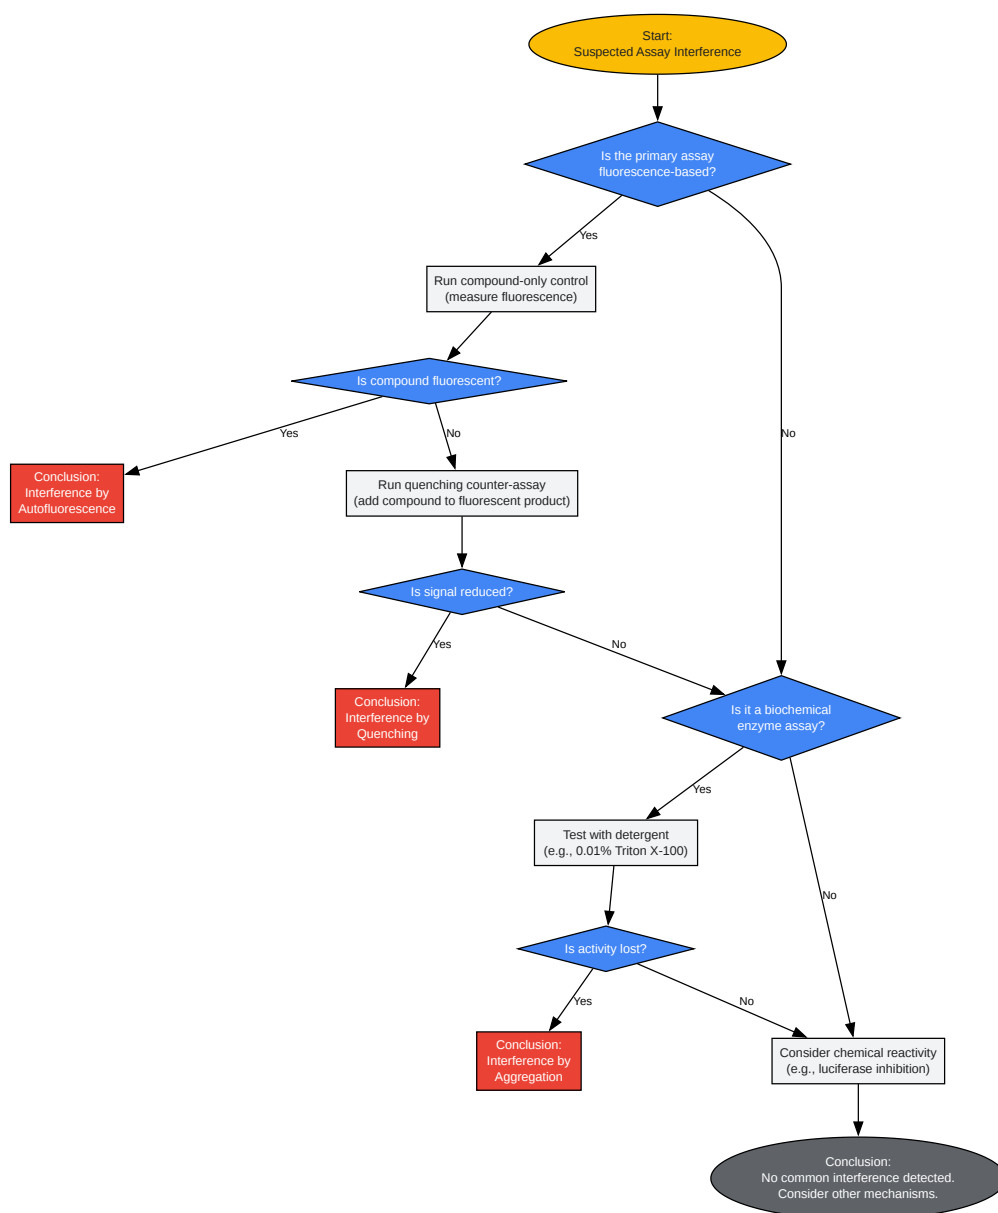 Start:
Suspected Assay Interference
Is the primary assay
fluorescence-based?
Yes
Run compound-only control
(measure fluorescence)
Is compound fluorescent?
Yes
No
No
Conclusion:
Interference by
Autofluorescence
Run quenching counter-assay
(add compound to fluorescent product)
Is signal reduced?
Yes
No
Conclusion:
Interference by
Quenching
Is it a biochemical
enzyme assay?
Yes
Test with detergent
(e.g., 0.01% Triton X-100)
No
Is activity lost?
Yes
No
Conclusion:
Interference by
Aggregation
Consider chemical reactivity
(e.g., luciferase inhibition)
Conclusion:
No common interference detected.
Consider other mechanisms.